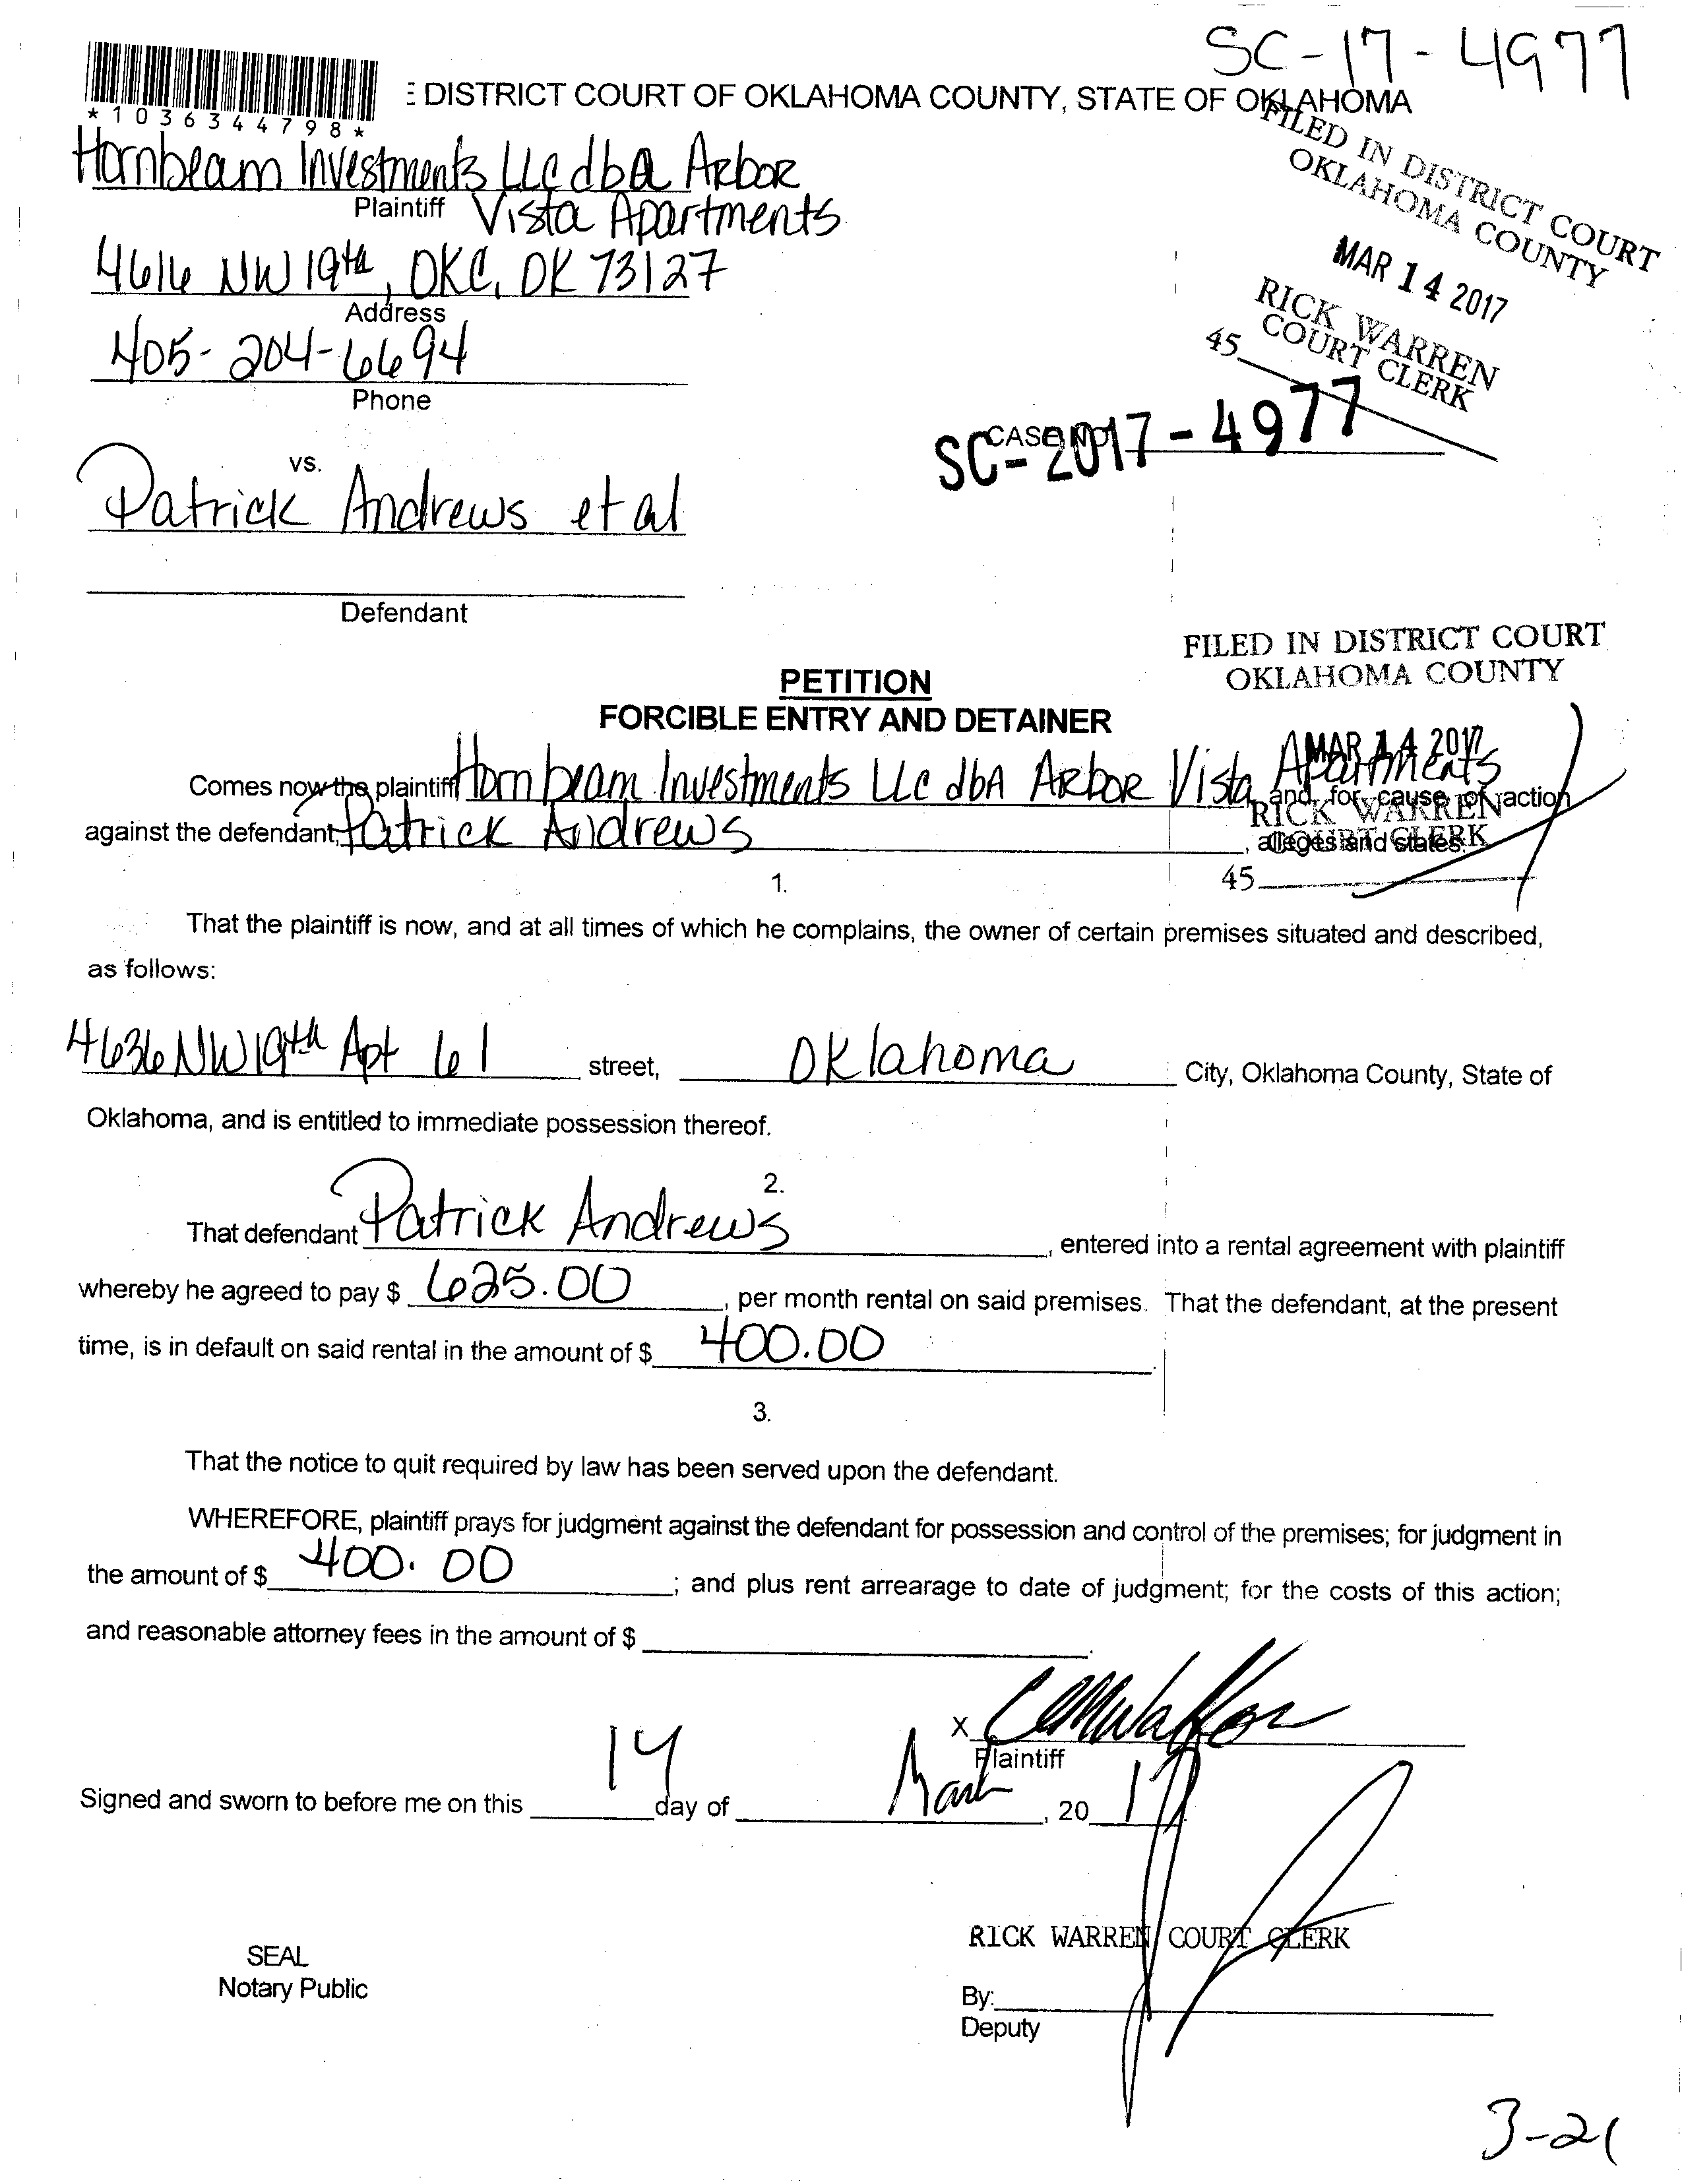 SC-17-4977
*1036344798*
E DISTRICT COURT OF OKLAHOMA COUNTY, STATE OF OKLAHOMA
FILED IN DISTRICT COURT
OKLAHOMA COUNTY
Hornbeam Investments LLC dba Arbor
Plaintiff Vista Apartments
MAR 14 2017
4616 NW 19th, OKC, OK 73127
Address
RICK WARREN
COURT CLERK
45
405-204-6694
Phone
CASE NO.
SC-2017-4977
vs.
Patrick Andrews et al
Defendant
FILED IN DISTRICT COURT
OKLAHOMA COUNTY
PETITION
FORCIBLE ENTRY AND DETAINER
MAR 14 2017
RICK WARREN
COURT CLERK
45
Comes now the plaintiff Hornbeam Investments LLC dbA Arbor Vista Apartments and, for cause of action
against the defendant, Patrick Andrews, alleges and states:
1.
That the plaintiff is now, and at all times of which he complains, the owner of certain premises situated and described,
as follows:
4636 NW 19th Apt 61 street, Oklahoma City, Oklahoma County, State of
Oklahoma, and is entitled to immediate possession thereof.
2.
That defendant Patrick Andrews, entered into a rental agreement with plaintiff
whereby he agreed to pay $ 625.00, per month rental on said premises. That the defendant, at the present
time, is in default on said rental in the amount of $ 400.00.
3.
That the notice to quit required by law has been served upon the defendant.
WHEREFORE, plaintiff prays for judgment against the defendant for possession and control of the premises; for judgment in
the amount of $ 400.00; and plus rent arrearage to date of judgment; for the costs of this action;
and reasonable attorney fees in the amount of $ .
X
Plaintiff
Signed and sworn to before me on this 14 day of March, 20 17
RICK WARREN COURT CLERK
SEAL
Notary Public
By:
Deputy
3-21